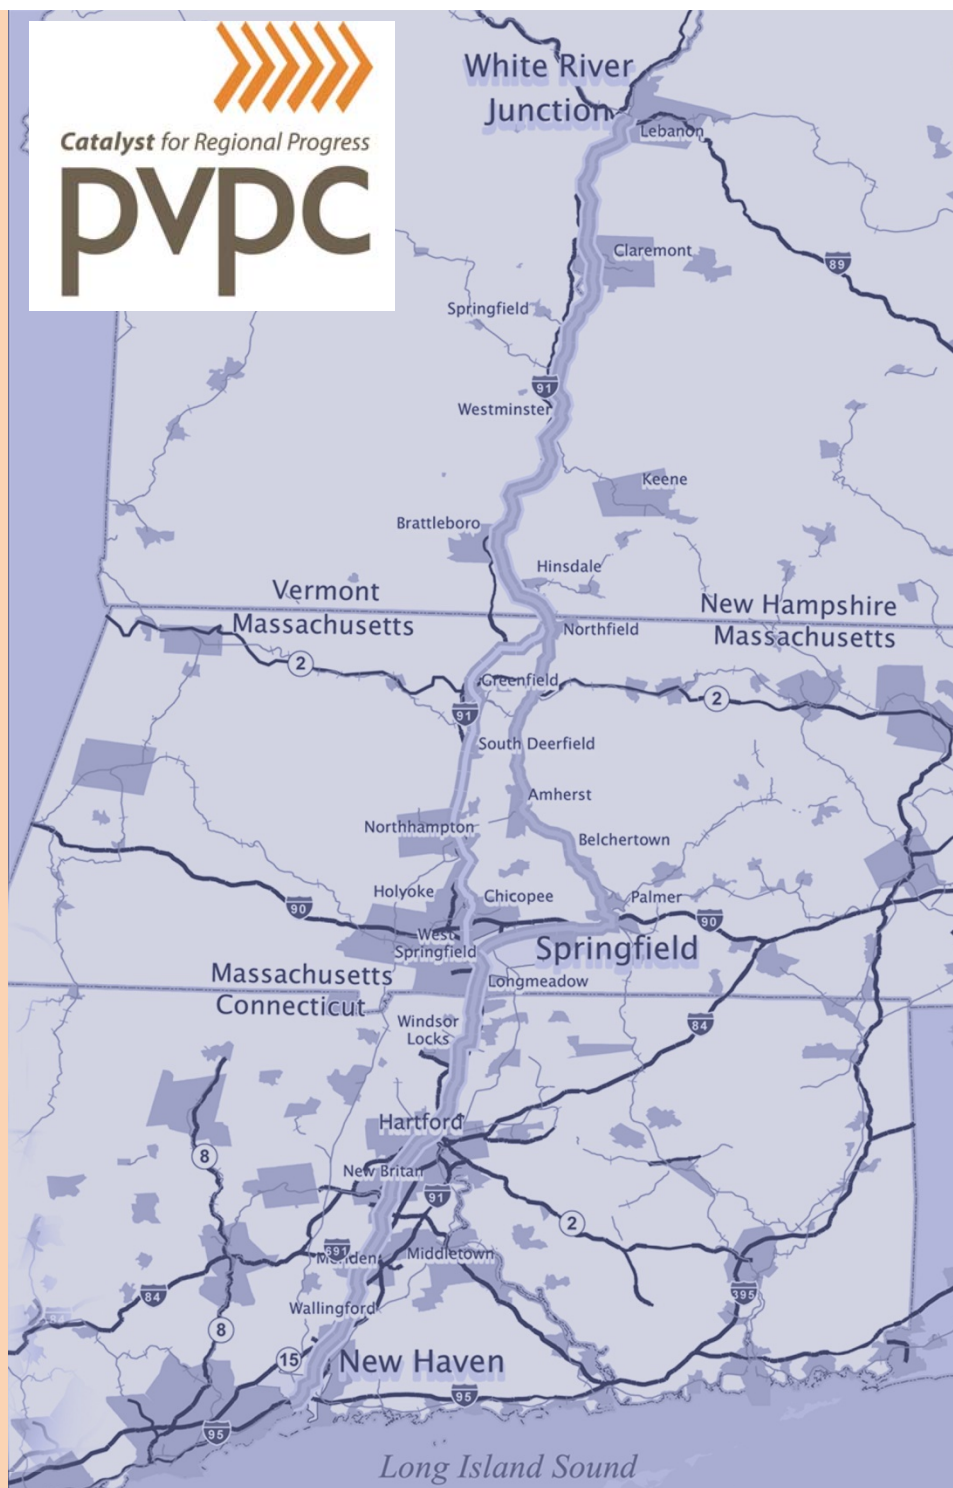 Catalyst for Regional Progress
pvpc
White River
Junction
Lebanon
Claremont
89
Springfield
91
Westminster
Keene
Brattleboro
Hinsdale
Vermont
New Hampshire
Massachusetts
Massachusetts
Northfield
2
Greenfield
2
91
South Deerfield
Amherst
Northhampton
Belchertown
Holyoke
Chicopee
Palmer
90
90
West
Springfield
Springfield
Massachusetts
Longmeadow
Connecticut
Windsor
Locks
84
Hartford
8
New Britan
91
2
691
Meriden
Middletown
84
395
Wallingford
8
15
New Haven
95
95
Long Island Sound